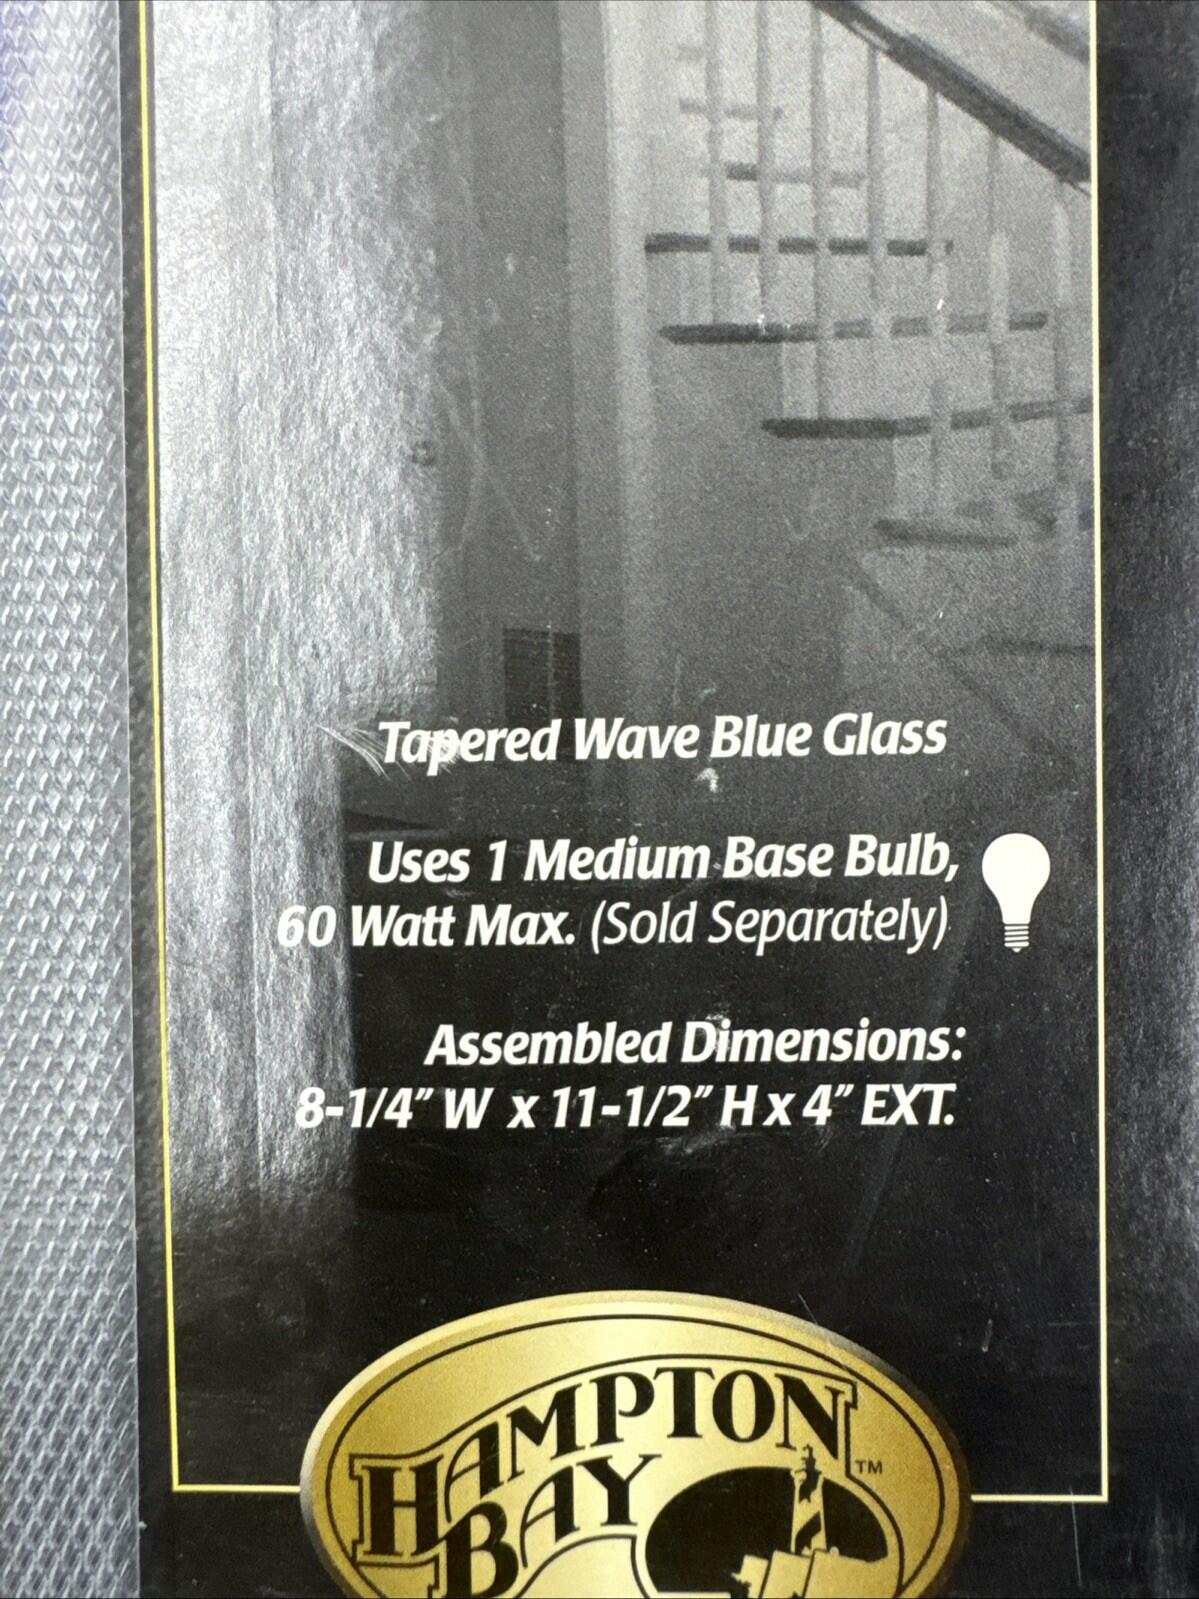 Tapered Wave Blue Glass
Uses 1 Medium Base Bulb,
60 Watt Max. (Sold Separately)
Assembled Dimensions:
8-1/4" W x 11-1/2" H x 4" EXT.
HAMPTON
BAY
™